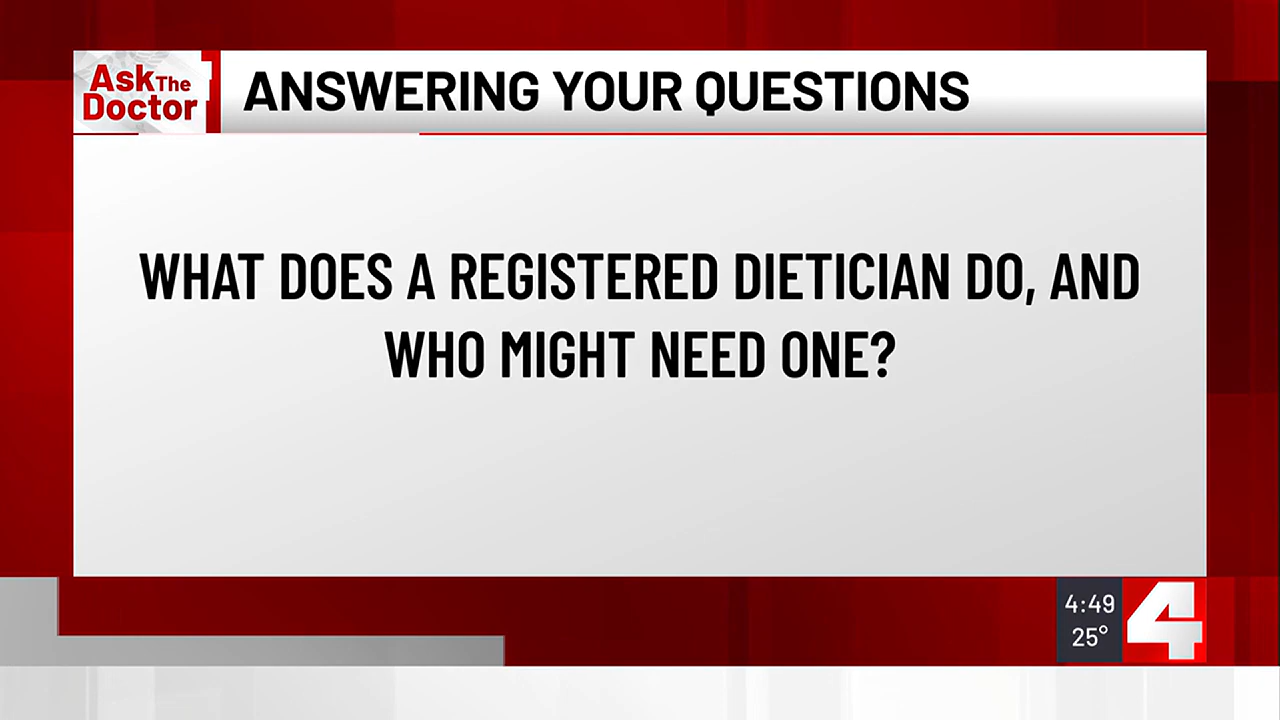 Ask The
Doctor
ANSWERING YOUR QUESTIONS
WHAT DOES A REGISTERED DIETICIAN DO, AND
WHO MIGHT NEED ONE?
4:49
25°
4